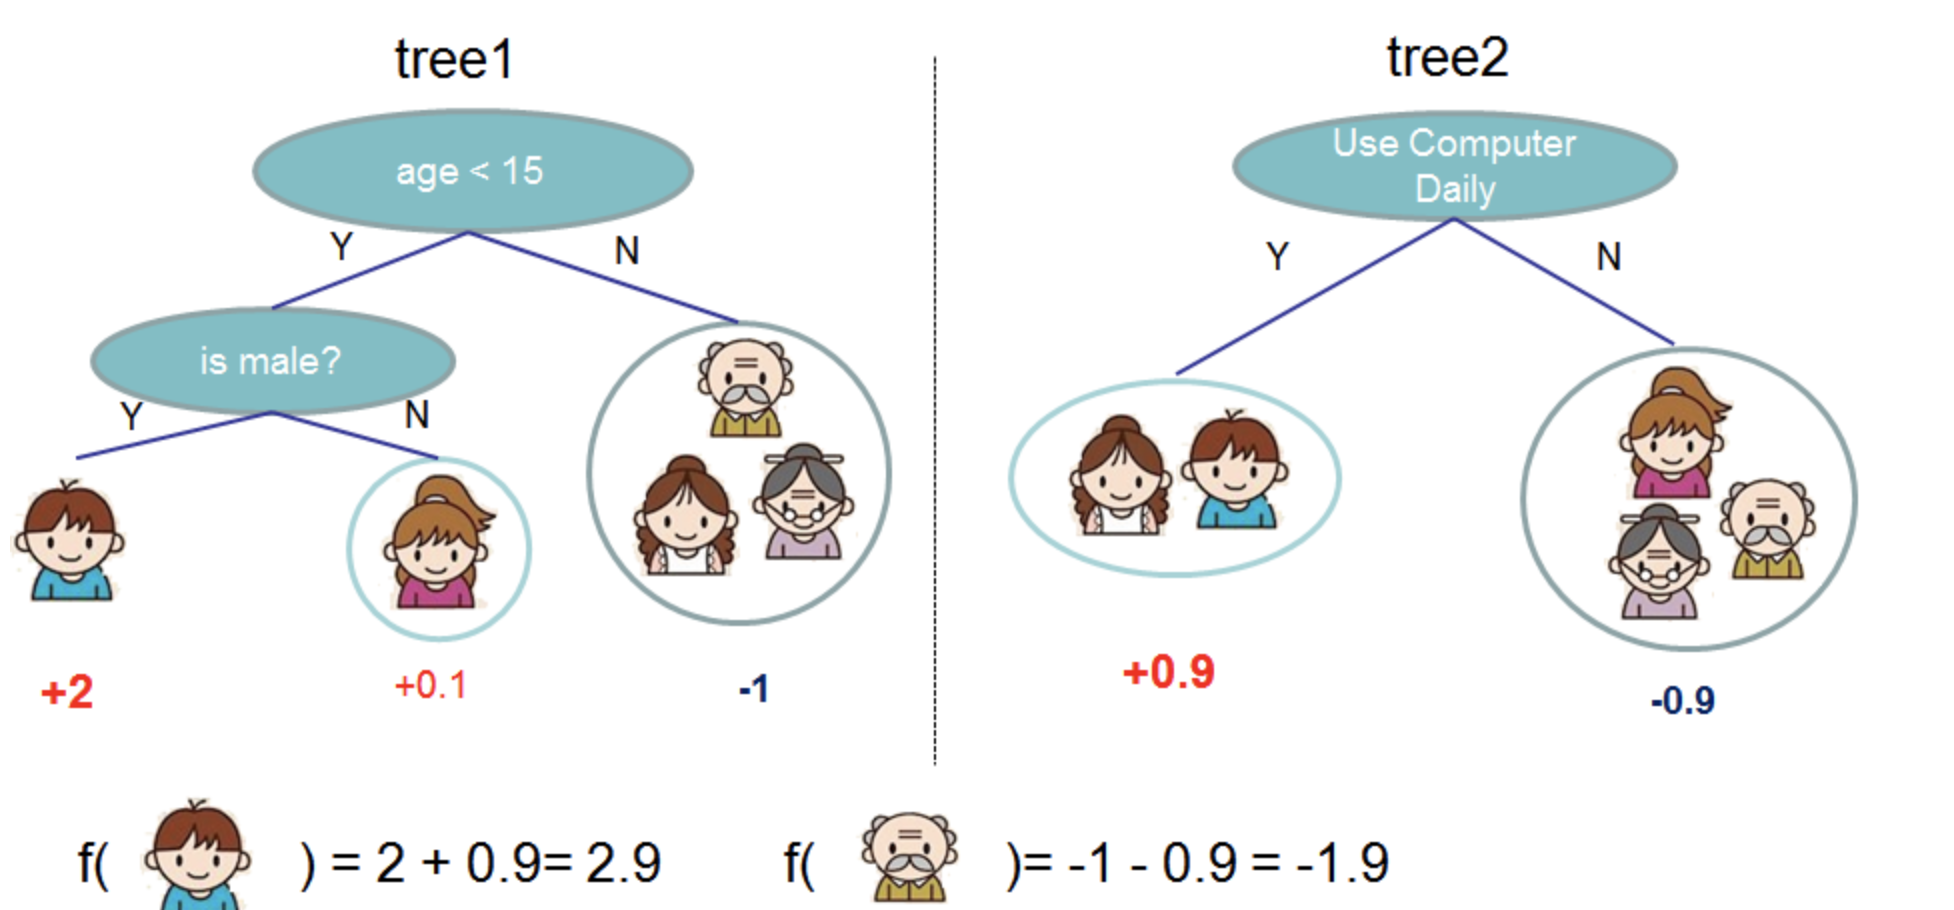 tree1
age < 15
Y
N
is male?
Y
N
+2
+0.1
-1
tree2
Use Computer
Daily
Y
N
+0.9
-0.9
f( ) = 2 + 0.9= 2.9
f( )= -1 - 0.9 = -1.9